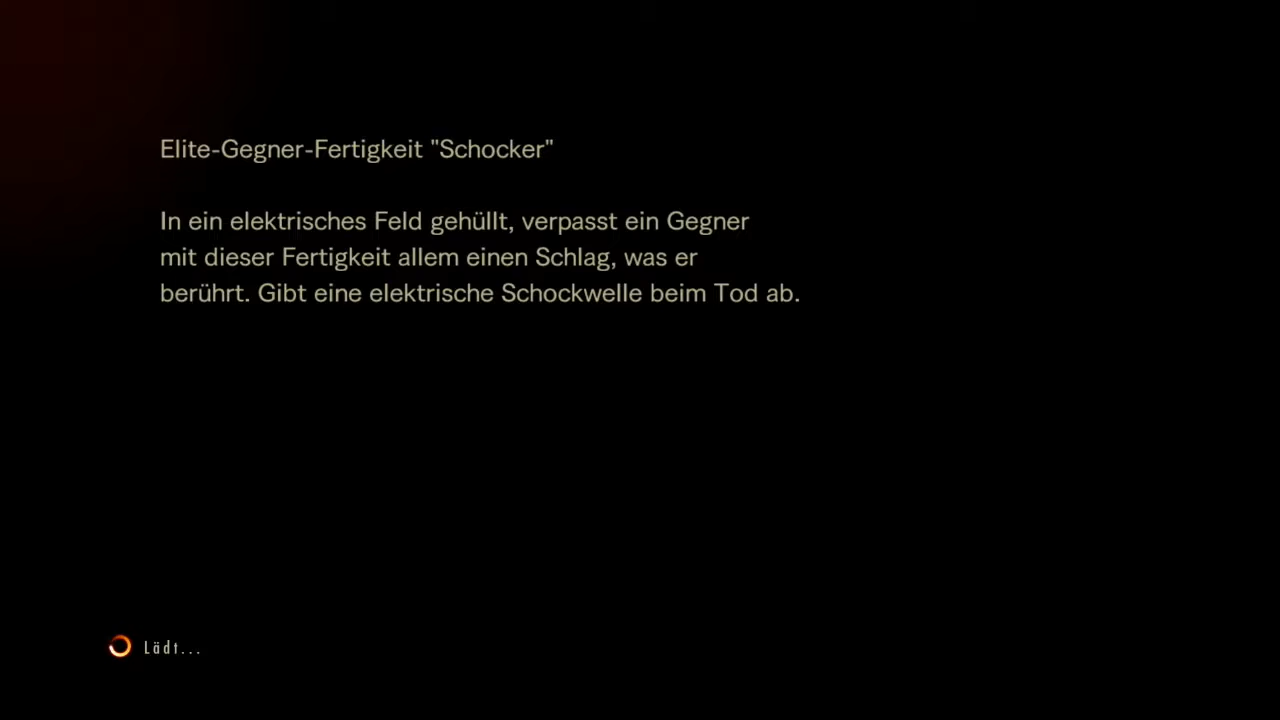 Elite-Gegner-Fertigkeit "Schocker"
In ein elektrisches Feld gehüllt, verpasst ein Gegner
mit dieser Fertigkeit allem einen Schlag, was er
berührt. Gibt eine elektrische Schockwelle beim Tod ab.
Lädt...